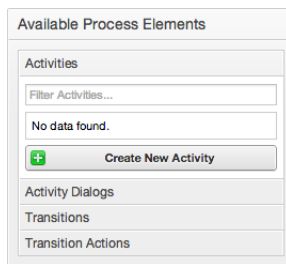 Available Process Elements
Activities
Filter Activities...
No data found.
Create New Activity
Activity Dialogs
Transitions
Transition Actions